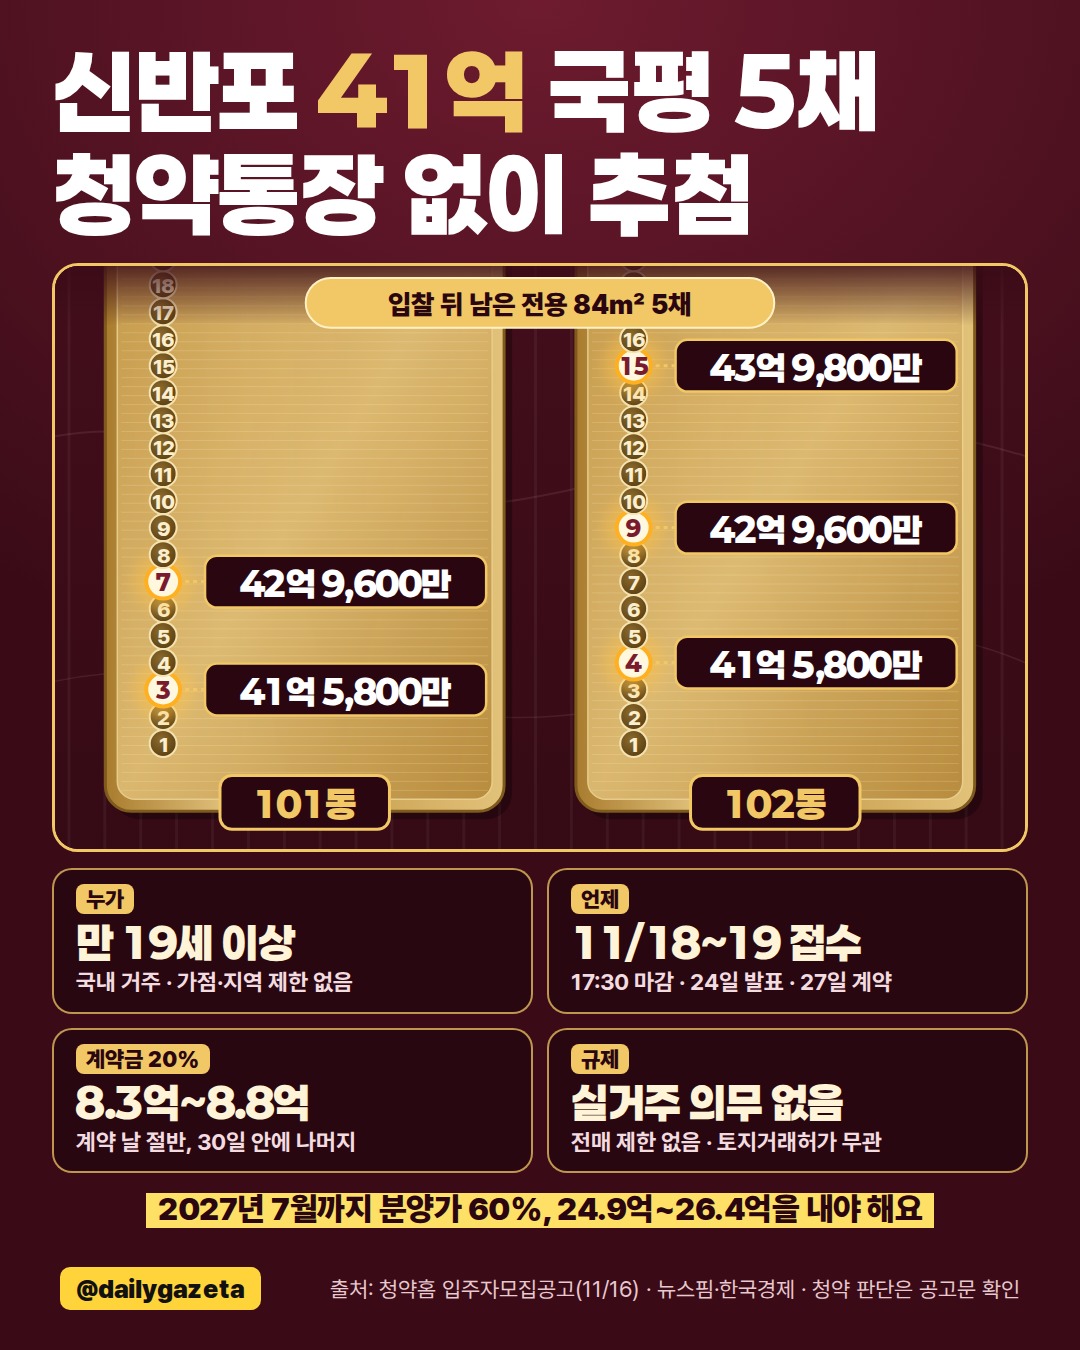 신반포 41억 국평 5채
청약통장 없이 추첨
입찰 뒤 남은 전용 84m² 5채
18
17
16
15
14
13
12
11
10
9
8
7
42억 9,600만
6
5
4
3
41억 5,800만
2
1
101동
16
15
43억 9,800만
14
13
12
11
10
9
42억 9,600만
8
7
6
5
4
41억 5,800만
3
2
1
102동
누가
만 19세 이상
국내 거주 · 가점·지역 제한 없음
언제
11/18~19 접수
17:30 마감 · 24일 발표 · 27일 계약
계약금 20%
8.3억~8.8억
계약 날 절반, 30일 안에 나머지
규제
실거주 의무 없음
전매 제한 없음 · 토지거래허가 무관
2027년 7월까지 분양가 60%, 24.9억~26.4억을 내야 해요
@dailygazeta
출처: 청약홈 입주자모집공고(11/16) · 뉴스핌·한국경제 · 청약 판단은 공고문 확인